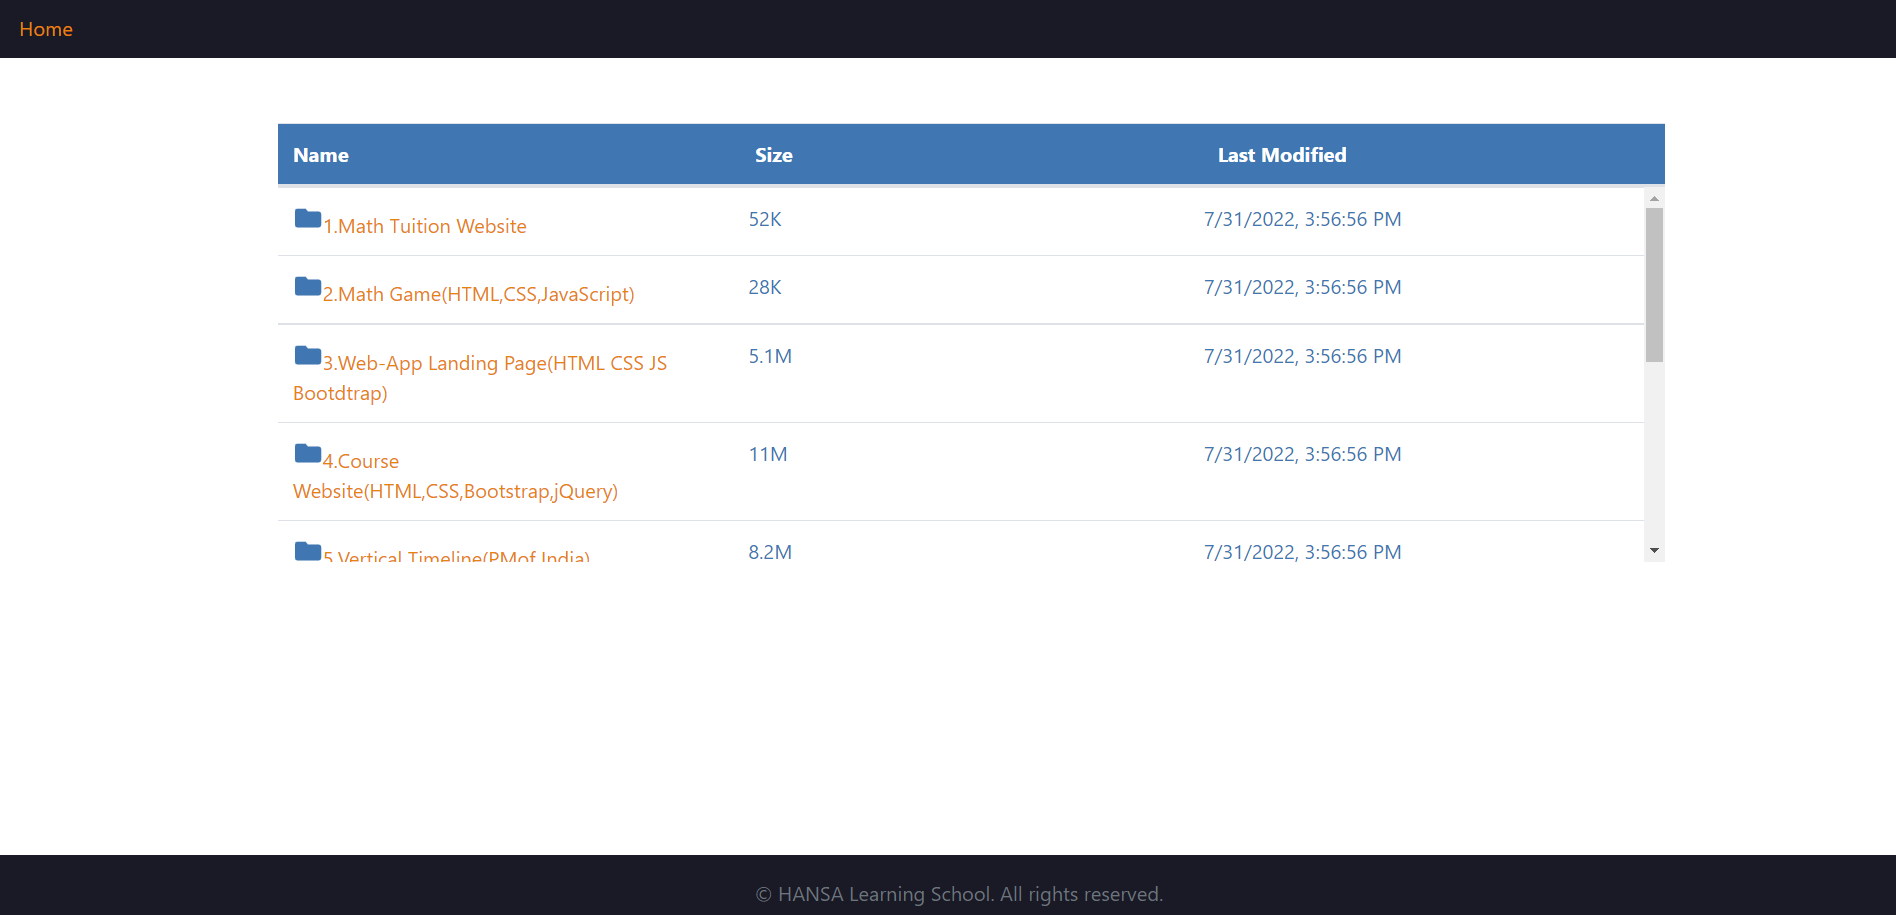 Home
Name Size Last Modified
1.Math Tuition Website 52K 7/31/2022, 3:56:56 PM
2.Math Game(HTML,CSS,JavaScript) 28K 7/31/2022, 3:56:56 PM
3.Web-App Landing Page(HTML CSS JS 5.1M 7/31/2022, 3:56:56 PM
Bootdtrap)
4.Course 11M 7/31/2022, 3:56:56 PM
Website(HTML,CSS,Bootstrap,jQuery)
5.Vertical Timeline(PMof India) 8.2M 7/31/2022, 3:56:56 PM
© HANSA Learning School. All rights reserved.